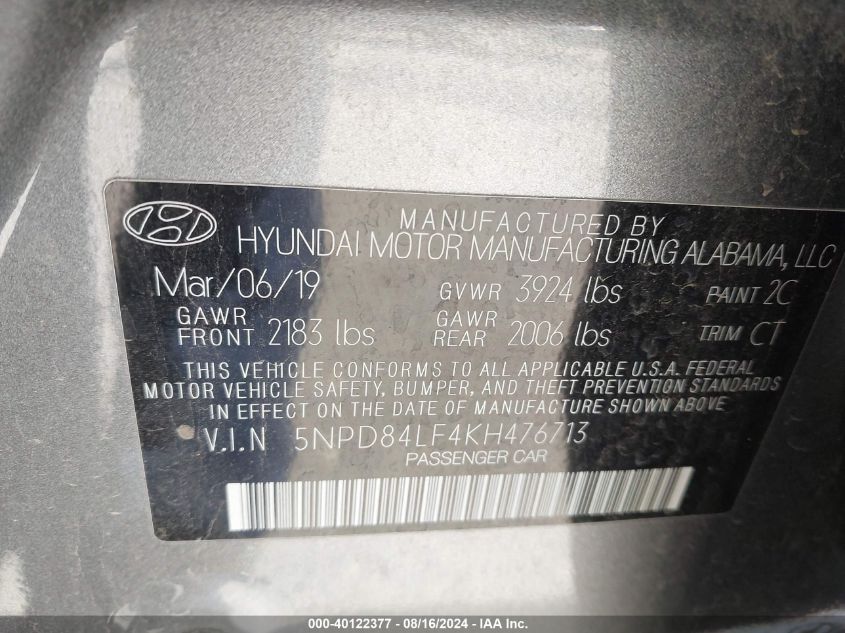 MANUFACTURED BY
HYUNDAI MOTOR MANUFACTURING ALABAMA, LLC
Mar/06/19 GVWR 3924 lbs PAINT 2C
GAWR FRONT 2183 lbs GAWR REAR 2006 lbs TRIM CT
THIS VEHICLE CONFORMS TO ALL APPLICABLE U.S.A. FEDERAL
MOTOR VEHICLE SAFETY, BUMPER, AND THEFT PREVENTION STANDARDS
IN EFFECT ON THE DATE OF MANUFACTURE SHOWN ABOVE
V.I.N 5NPD84LF4KH476713
PASSENGER CAR
000-40122377 - 08/16/2024 - IAA Inc.